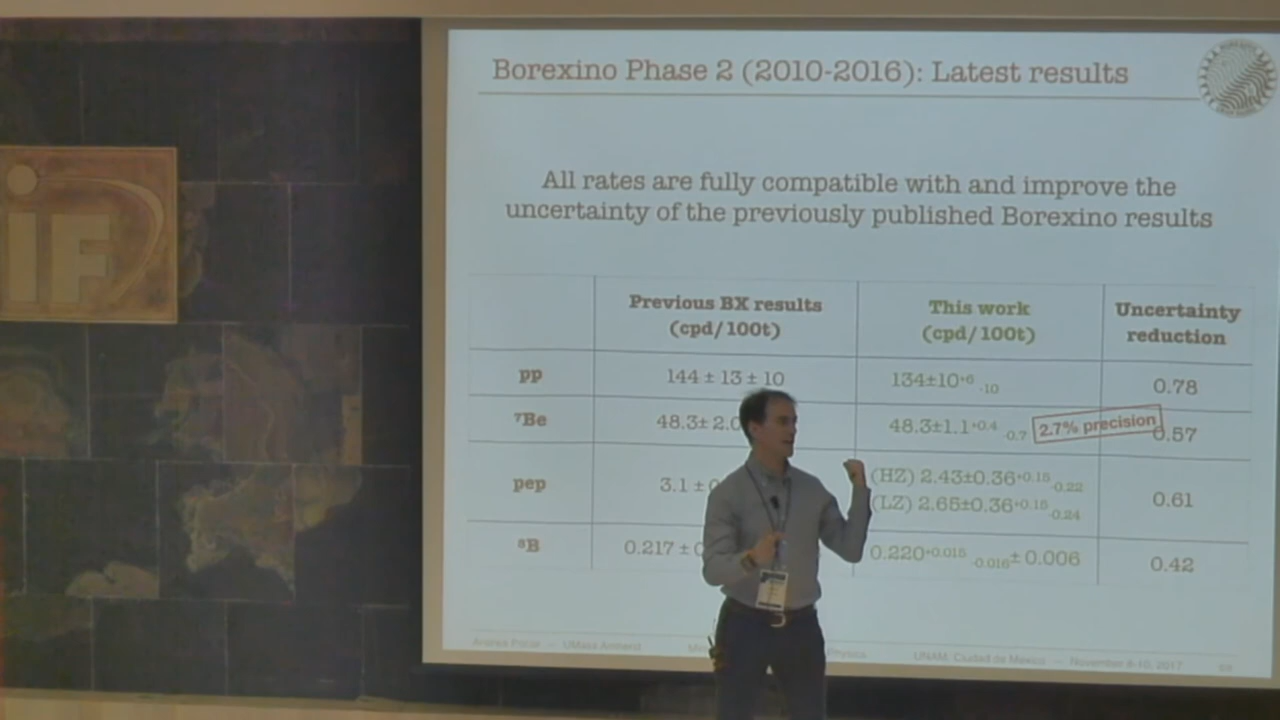 Borexino Phase 2 (2010-2016): Latest results
All rates are fully compatible with and improve the
uncertainty of the previously published Borexino results
iF
Previous BX results
(cpd/100t)
This work
(cpd/100t)
Uncertainty
reduction
pp
144 ± 13 ± 10
134±10+6 -10
0.78
⁷Be
48.3± 2.0
48.3±1.1+0.4 -0.7
2.7% precision
0.57
pep
3.1 ±
(HZ) 2.43±0.36+0.15 -0.22
(LZ) 2.65±0.36+0.15 -0.24
0.61
⁸B
0.217 ±
0.220+0.015 -0.016± 0.006
0.42
UMass Amherst
UNAM, Ciudad de México — November 8-10, 2017